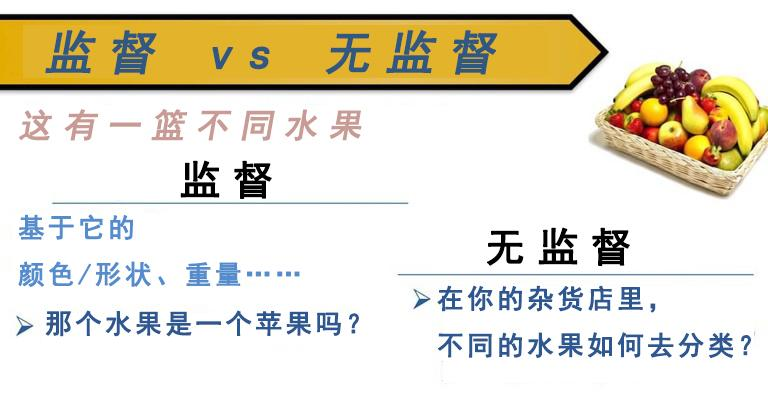 监督 vs 无监督
这有一篮不同水果
监督
基于它的
颜色/形状、重量……
➢ 那个水果是一个苹果吗？
无监督
➢ 在你的杂货店里，
不同的水果如何去分类？